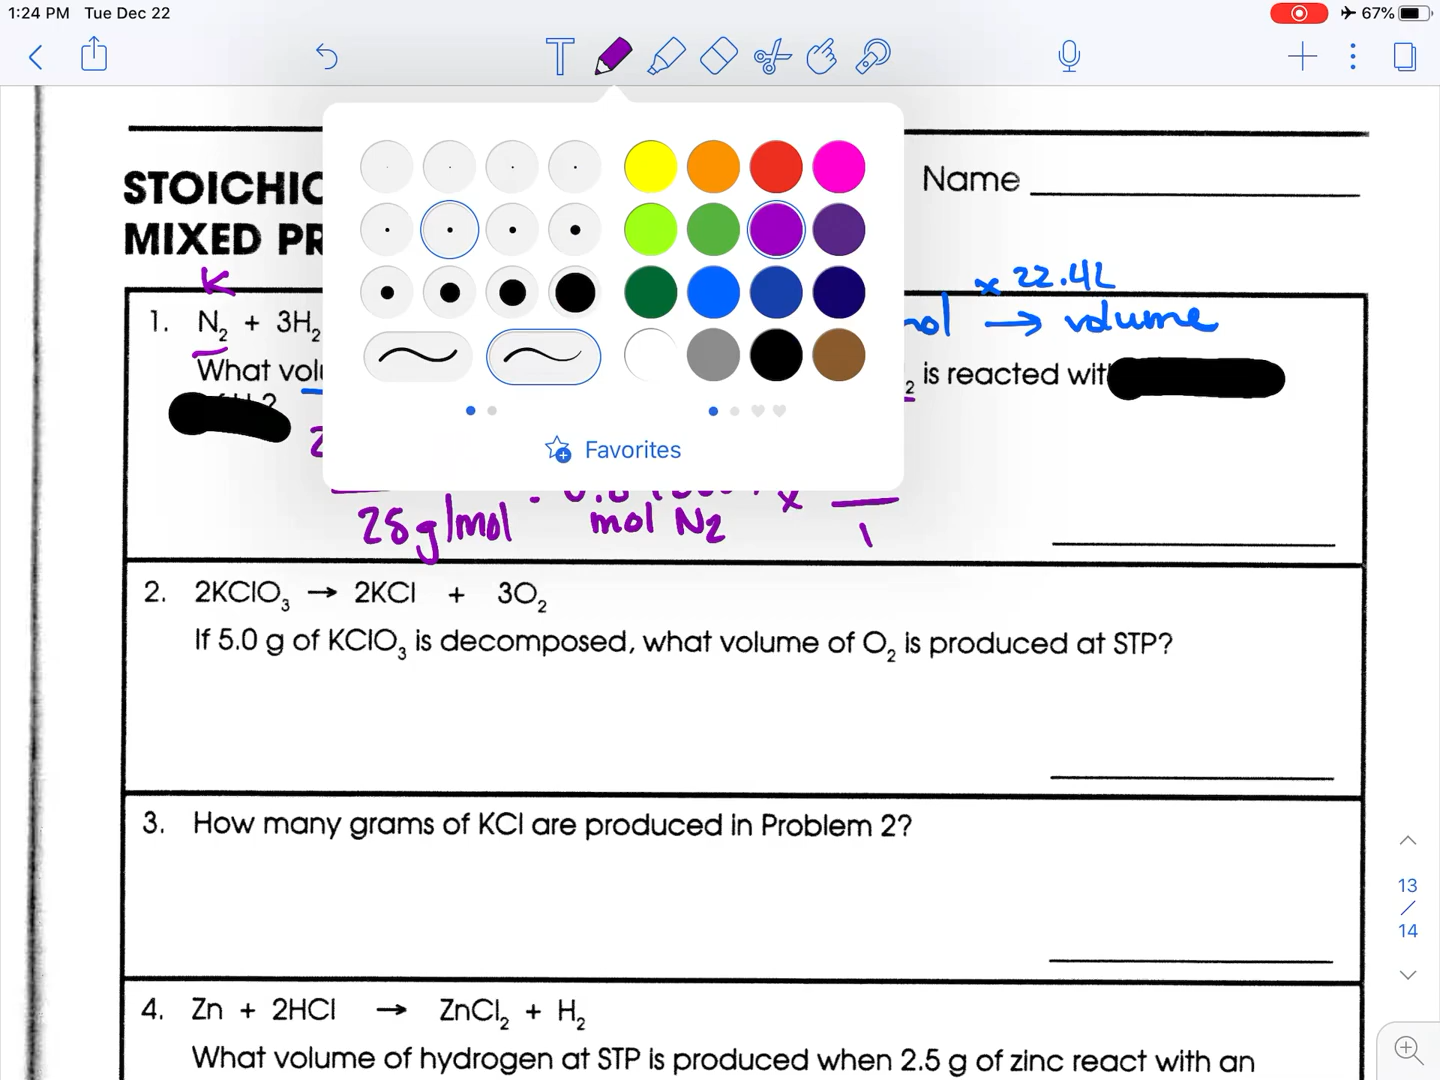 1:24 PM Tue Dec 22
67%
T
STOICHIO
MIXED PR
Name
1. N₂ + 3H₂
x 22.4L
→ volume
What volu
₂ is reacted with
28g/mol
mol N₂
x
1
2. 2KClO₃ → 2KCl + 3O₂
If 5.0 g of KClO₃ is decomposed, what volume of O₂ is produced at STP?
3. How many grams of KCl are produced in Problem 2?
4. Zn + 2HCl → ZnCl₂ + H₂
What volume of hydrogen at STP is produced when 2.5 g of zinc react with an
Favorites
13
/
14